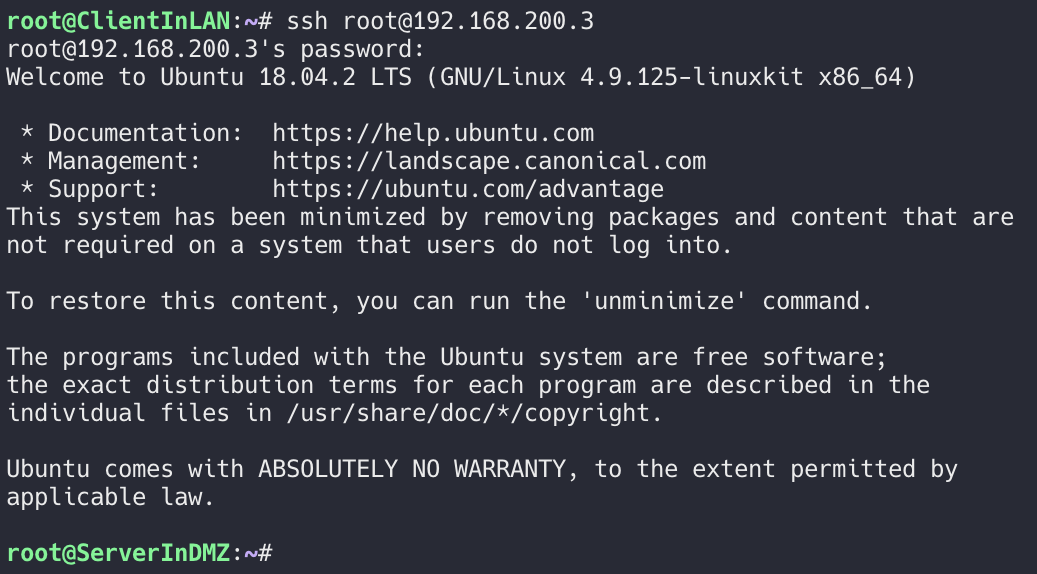 root@ClientInLAN:~# ssh root@192.168.200.3
root@192.168.200.3's password:
Welcome to Ubuntu 18.04.2 LTS (GNU/Linux 4.9.125-linuxkit x86_64)

 * Documentation:  https://help.ubuntu.com
 * Management:     https://landscape.canonical.com
 * Support:        https://ubuntu.com/advantage
This system has been minimized by removing packages and content that are
not required on a system that users do not log into.

To restore this content, you can run the 'unminimize' command.

The programs included with the Ubuntu system are free software;
the exact distribution terms for each program are described in the
individual files in /usr/share/doc/*/copyright.

Ubuntu comes with ABSOLUTELY NO WARRANTY, to the extent permitted by
applicable law.

root@ServerInDMZ:~#